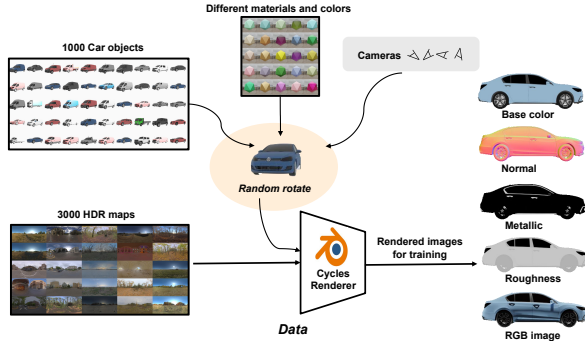 Different materials and colors
1000 Car objects
Cameras
Base color
Random rotate
Normal
3000 HDR maps
Metallic
Cycles
Renderer
Rendered images
for training
Roughness
Data
RGB image